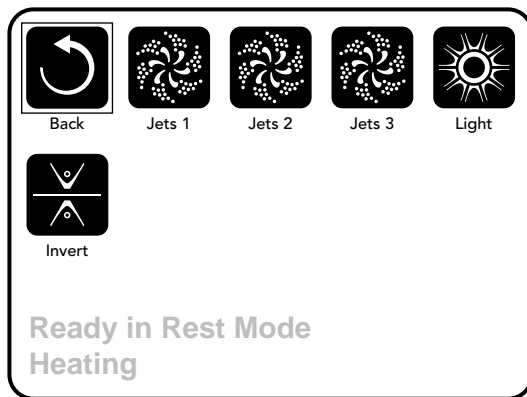 Back
Jets 1
Jets 2
Jets 3
Light
Invert
Ready in Rest Mode
Heating